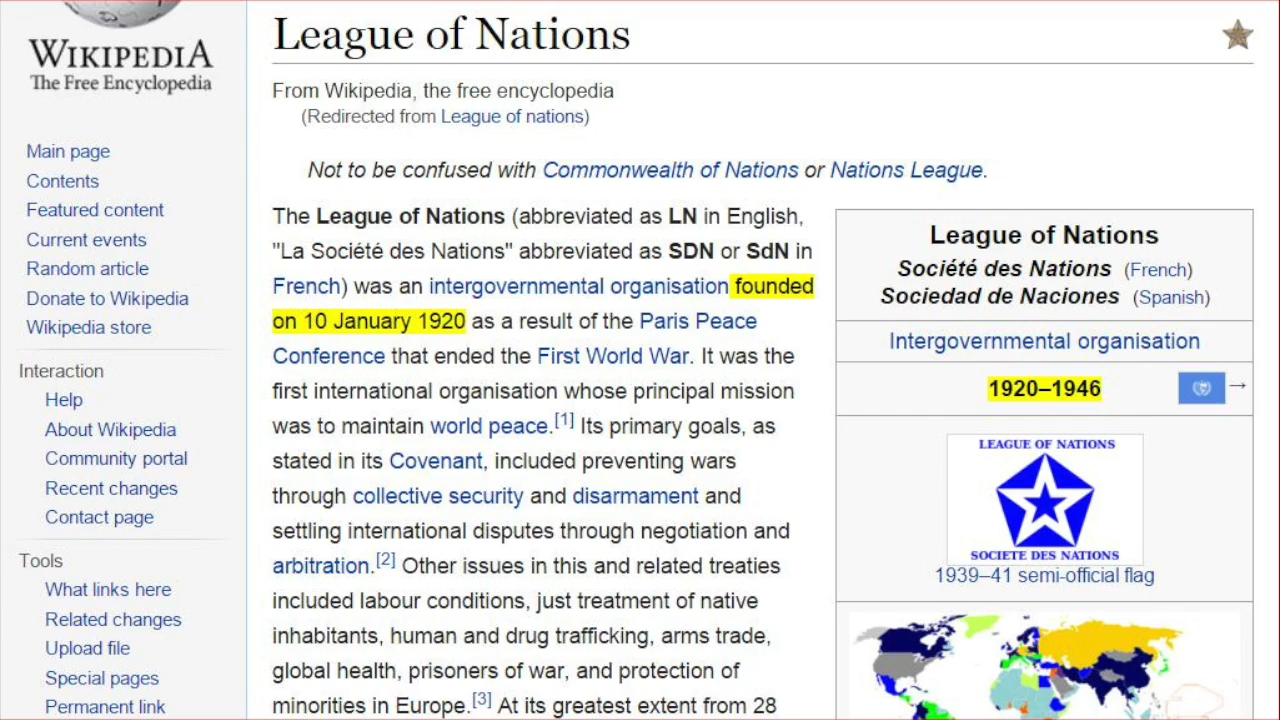 WIKIPEDIA
The Free Encyclopedia
Main page
Contents
Featured content
Current events
Random article
Donate to Wikipedia
Wikipedia store
Interaction
Help
About Wikipedia
Community portal
Recent changes
Contact page
Tools
What links here
Related changes
Upload file
Special pages
Permanent link
League of Nations
From Wikipedia, the free encyclopedia
(Redirected from League of nations)
Not to be confused with Commonwealth of Nations or Nations League.
The League of Nations (abbreviated as LN in English,
"La Société des Nations" abbreviated as SDN or SdN in
French) was an intergovernmental organisation founded
on 10 January 1920 as a result of the Paris Peace
Conference that ended the First World War. It was the
first international organisation whose principal mission
was to maintain world peace.[1] Its primary goals, as
stated in its Covenant, included preventing wars
through collective security and disarmament and
settling international disputes through negotiation and
arbitration.[2] Other issues in this and related treaties
included labour conditions, just treatment of native
inhabitants, human and drug trafficking, arms trade,
global health, prisoners of war, and protection of
minorities in Europe.[3] At its greatest extent from 28
League of Nations
Société des Nations (French)
Sociedad de Naciones (Spanish)
Intergovernmental organisation
1920–1946 →
LEAGUE OF NATIONS
SOCIETE DES NATIONS
1939–41 semi-official flag